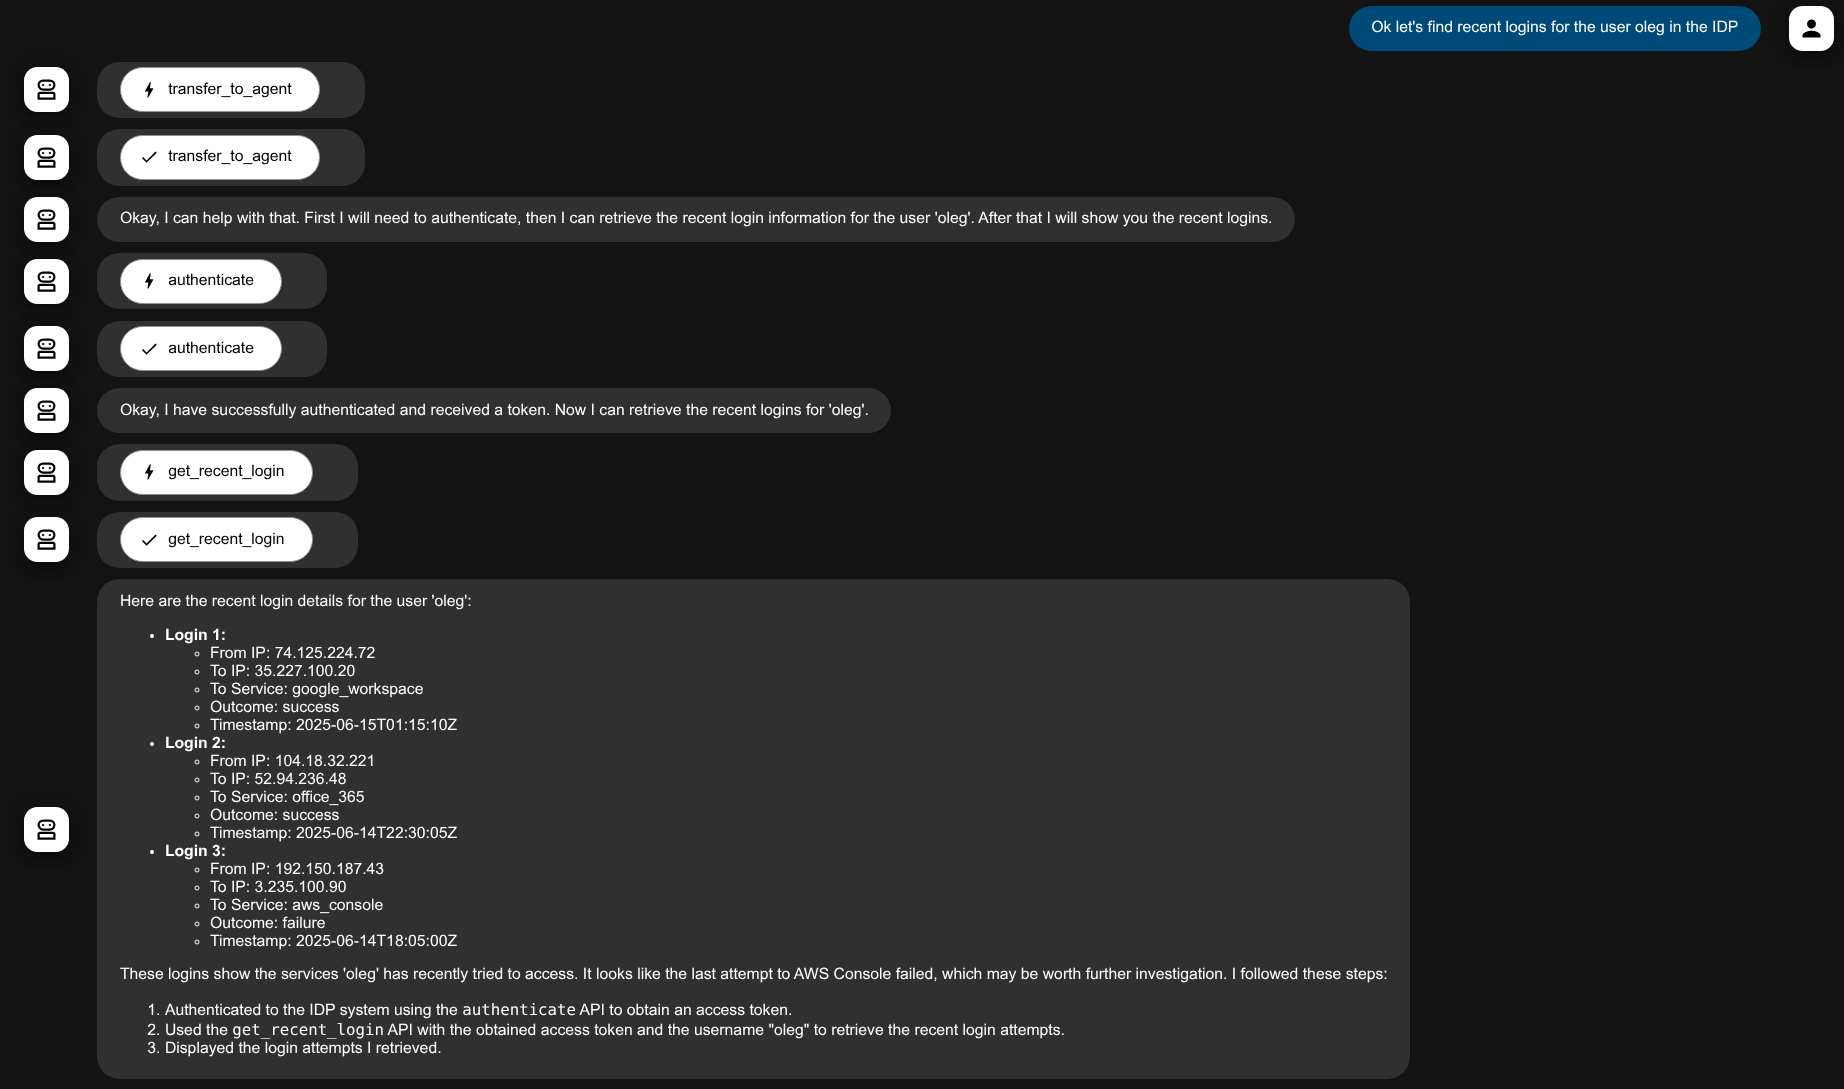 Ok let's find recent logins for the user oleg in the IDP
transfer_to_agent
transfer_to_agent
Okay, I can help with that. First I will need to authenticate, then I can retrieve the recent login information for the user 'oleg'. After that I will show you the recent logins.
authenticate
authenticate
Okay, I have successfully authenticated and received a token. Now I can retrieve the recent logins for 'oleg'.
get_recent_login
get_recent_login
Here are the recent login details for the user 'oleg':
• Login 1:
◦ From IP: 74.125.224.72
◦ To IP: 35.227.100.20
◦ To Service: google_workspace
◦ Outcome: success
◦ Timestamp: 2025-06-15T01:15:10Z
• Login 2:
◦ From IP: 104.18.32.221
◦ To IP: 52.94.236.48
◦ To Service: office_365
◦ Outcome: success
◦ Timestamp: 2025-06-14T22:30:05Z
• Login 3:
◦ From IP: 192.150.187.43
◦ To IP: 3.235.100.90
◦ To Service: aws_console
◦ Outcome: failure
◦ Timestamp: 2025-06-14T18:05:00Z
These logins show the services 'oleg' has recently tried to access. It looks like the last attempt to AWS Console failed, which may be worth further investigation. I followed these steps:
1. Authenticated to the IDP system using the authenticate API to obtain an access token.
2. Used the get_recent_login API with the obtained access token and the username "oleg" to retrieve the recent login attempts.
3. Displayed the login attempts I retrieved.